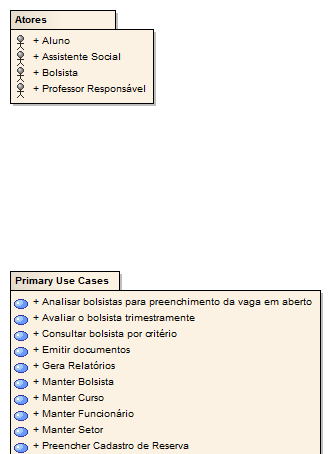 Atores
+ Aluno
+ Assistente Social
+ Bolsista
+ Professor Responsável
Primary Use Cases
+ Analisar bolsistas para preenchimento da vaga em aberto
+ Avaliar o bolsista trimestramente
+ Consultar bolsista por critério
+ Emitir documentos
+ Gera Relatórios
+ Manter Bolsista
+ Manter Curso
+ Manter Funcionário
+ Manter Setor
+ Preencher Cadastro de Reserva